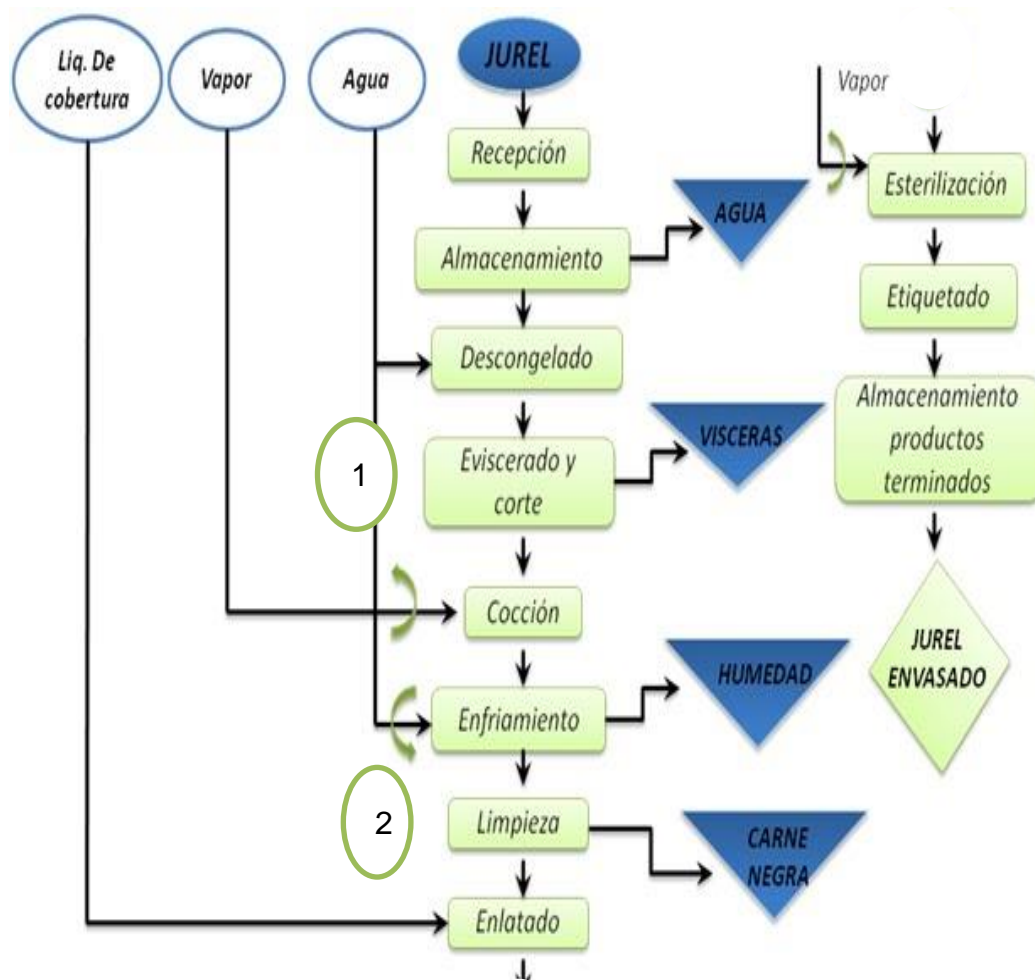 Liq. De
cobertura
Vapor
Agua
JUREL
Recepción
Almacenamiento
AGUA
Descongelado
1
Eviscerado y
corte
VISCERAS
Cocción
Enfriamiento
HUMEDAD
2
Limpieza
CARNE
NEGRA
Enlatado
Vapor
Esterilización
Etiquetado
Almacenamiento
productos
terminados
JUREL
ENVASADO